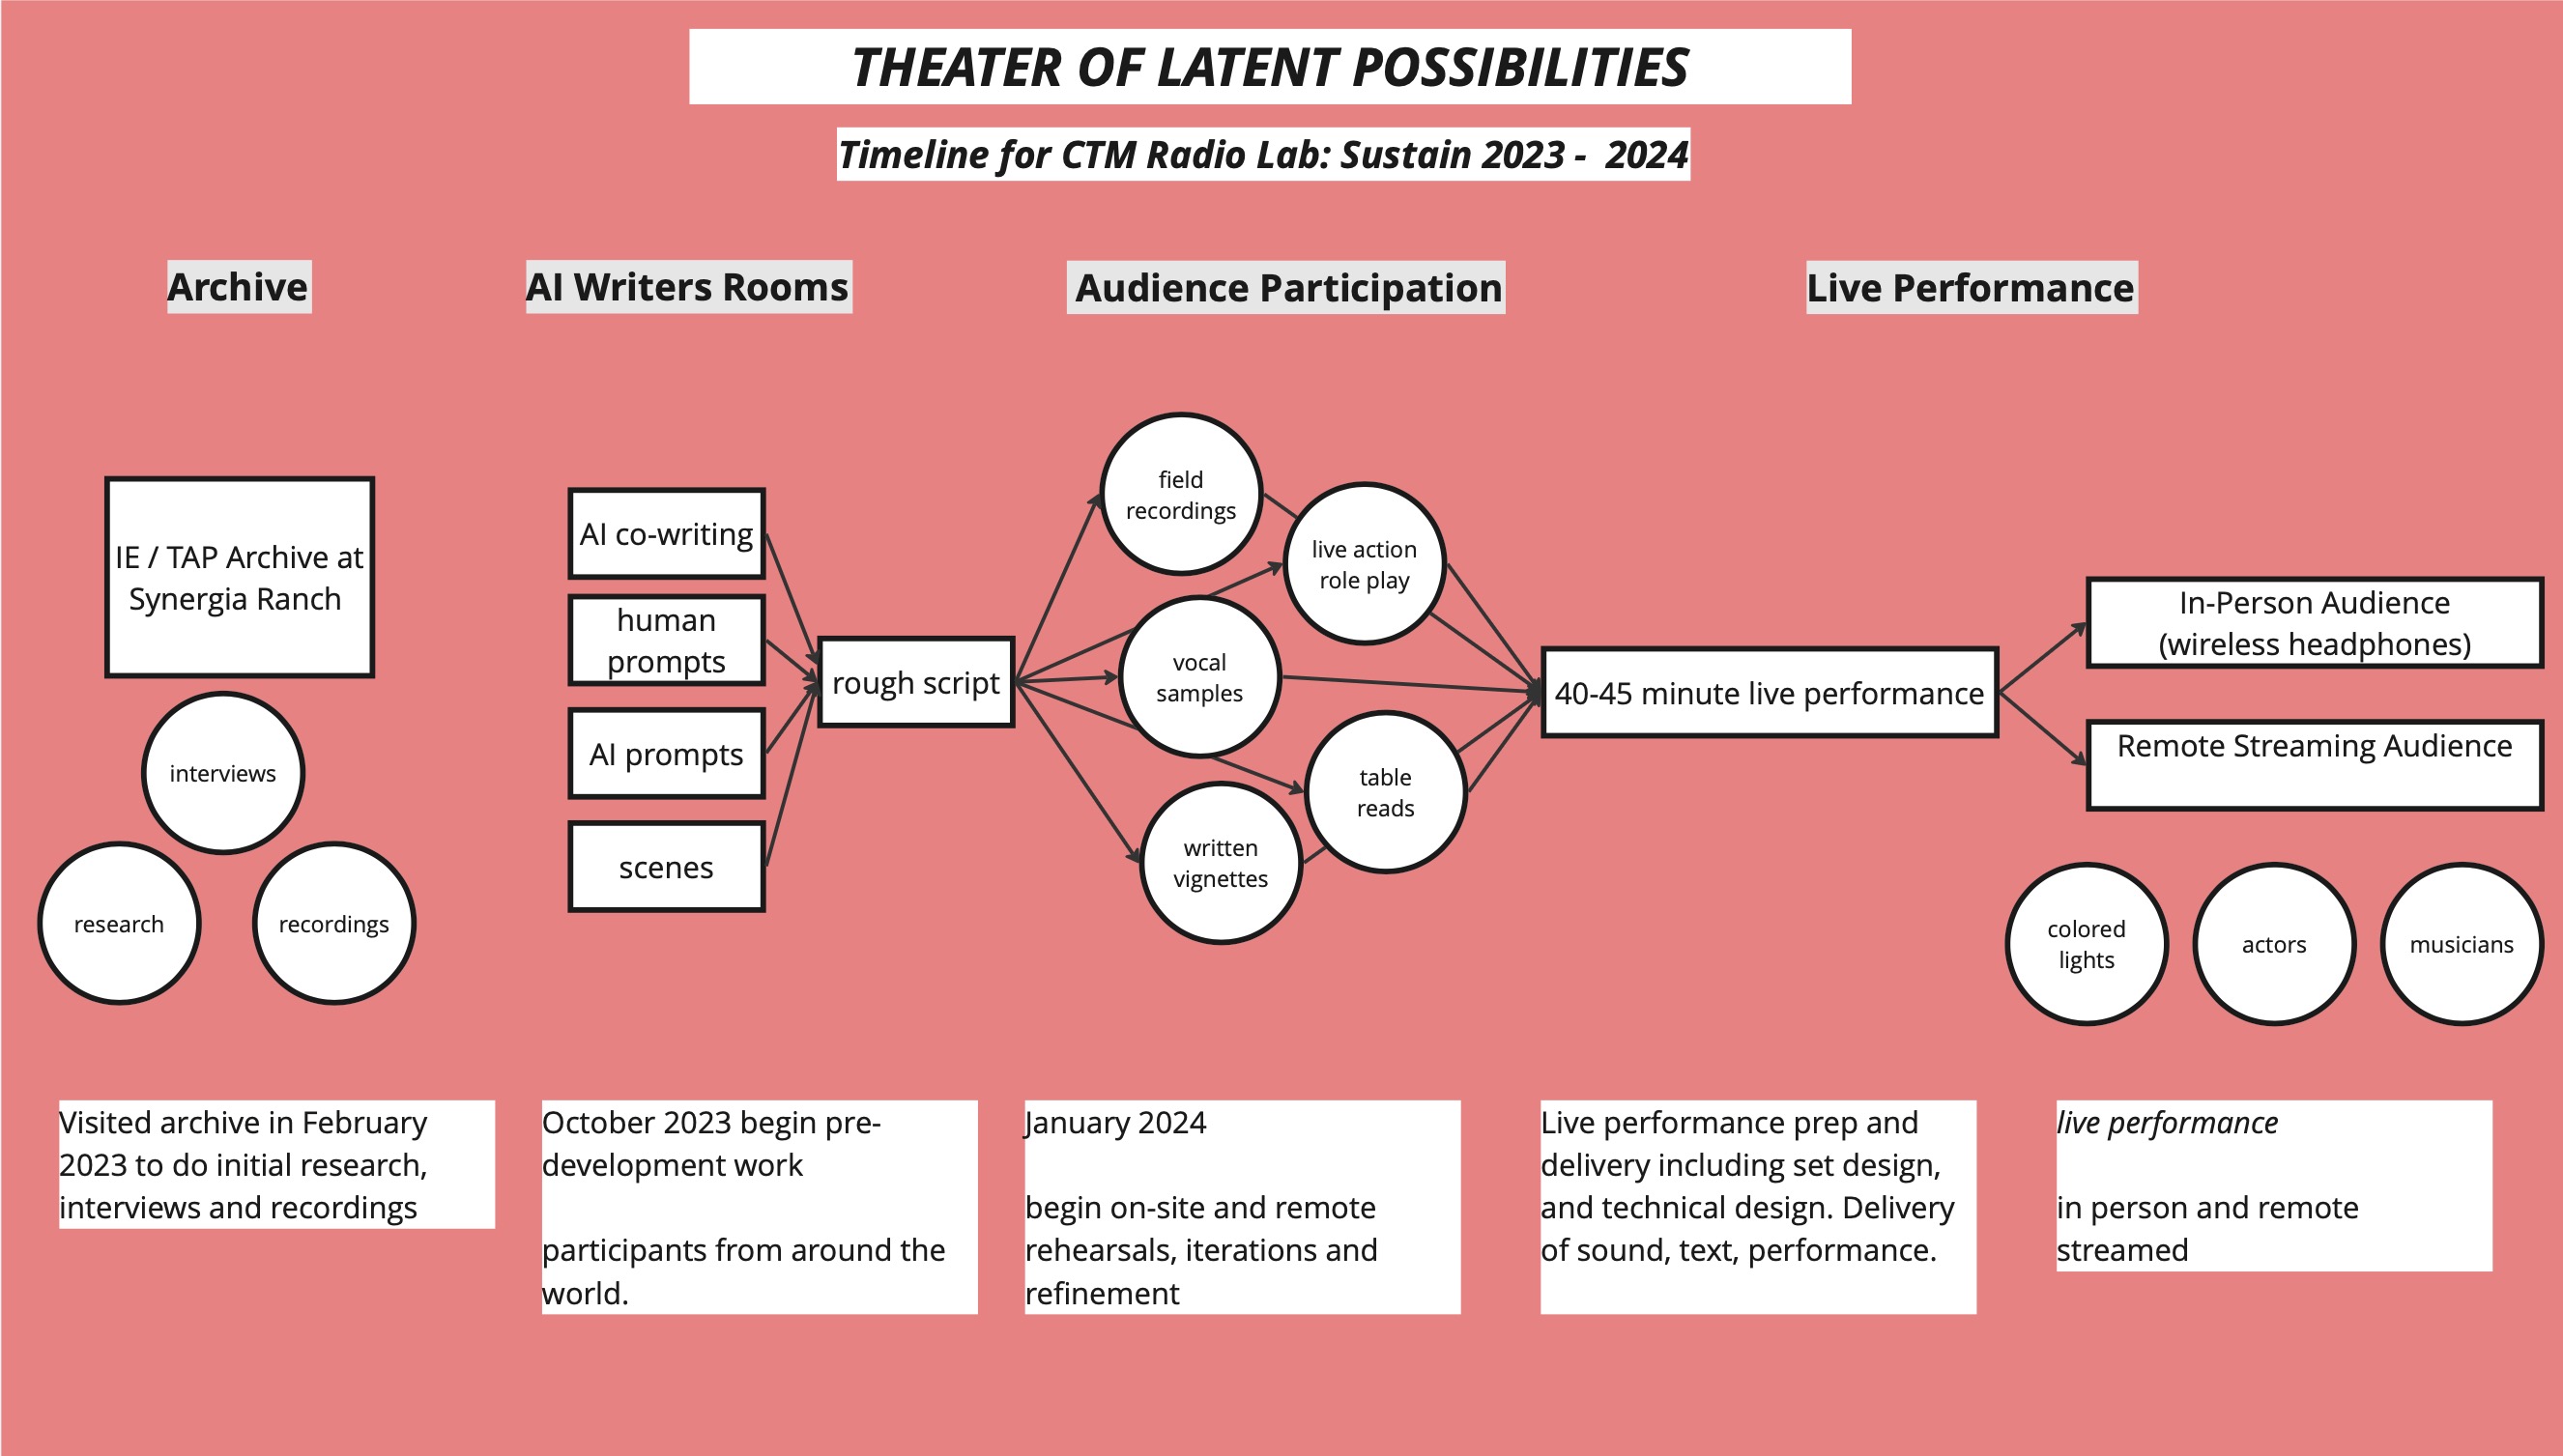 THEATER OF LATENT POSSIBILITIES
Timeline for CTM Radio Lab: Sustain 2023 -  2024
Archive
AI Writers Rooms
Audience Participation
Live Performance
IE / TAP Archive at
Synergia Ranch
interviews
research
recordings
AI co-writing
human
prompts
AI prompts
scenes
rough script
field
recordings
live action
role play
vocal
samples
table
reads
written
vignettes
40-45 minute live performance
In-Person Audience
(wireless headphones)
Remote Streaming Audience
colored
lights
actors
musicians
Visited archive in February
2023 to do initial research,
interviews and recordings
October 2023 begin pre-
development work
participants from around the
world.
January 2024
begin on-site and remote
rehearsals, iterations and
refinement
Live performance prep and
delivery including set design,
and technical design. Delivery
of sound, text, performance.
live performance
in person and remote
streamed